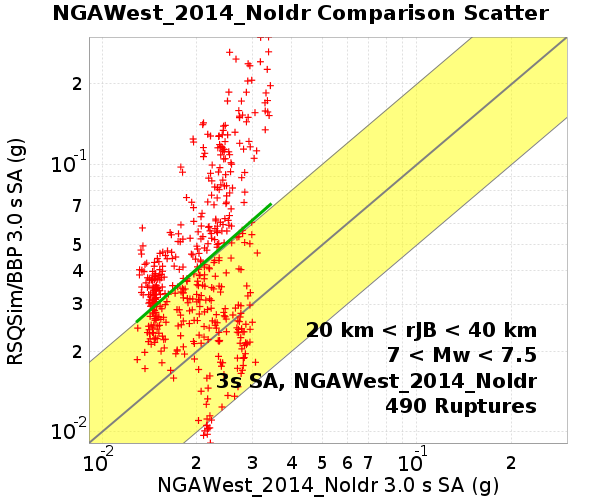 NGAWest_2014_NoIdr Comparison Scatter
RSQSim/BBP 3.0 s SA (g)
2
10⁻¹
7
5
4
3
2
10⁻²
20 km < rJB < 40 km
7 < Mw < 7.5
3s SA, NGAWest_2014_NoIdr
490 Ruptures
10⁻² 2 3 4 5 6 7 10⁻¹ 2
NGAWest_2014_NoIdr 3.0 s SA (g)